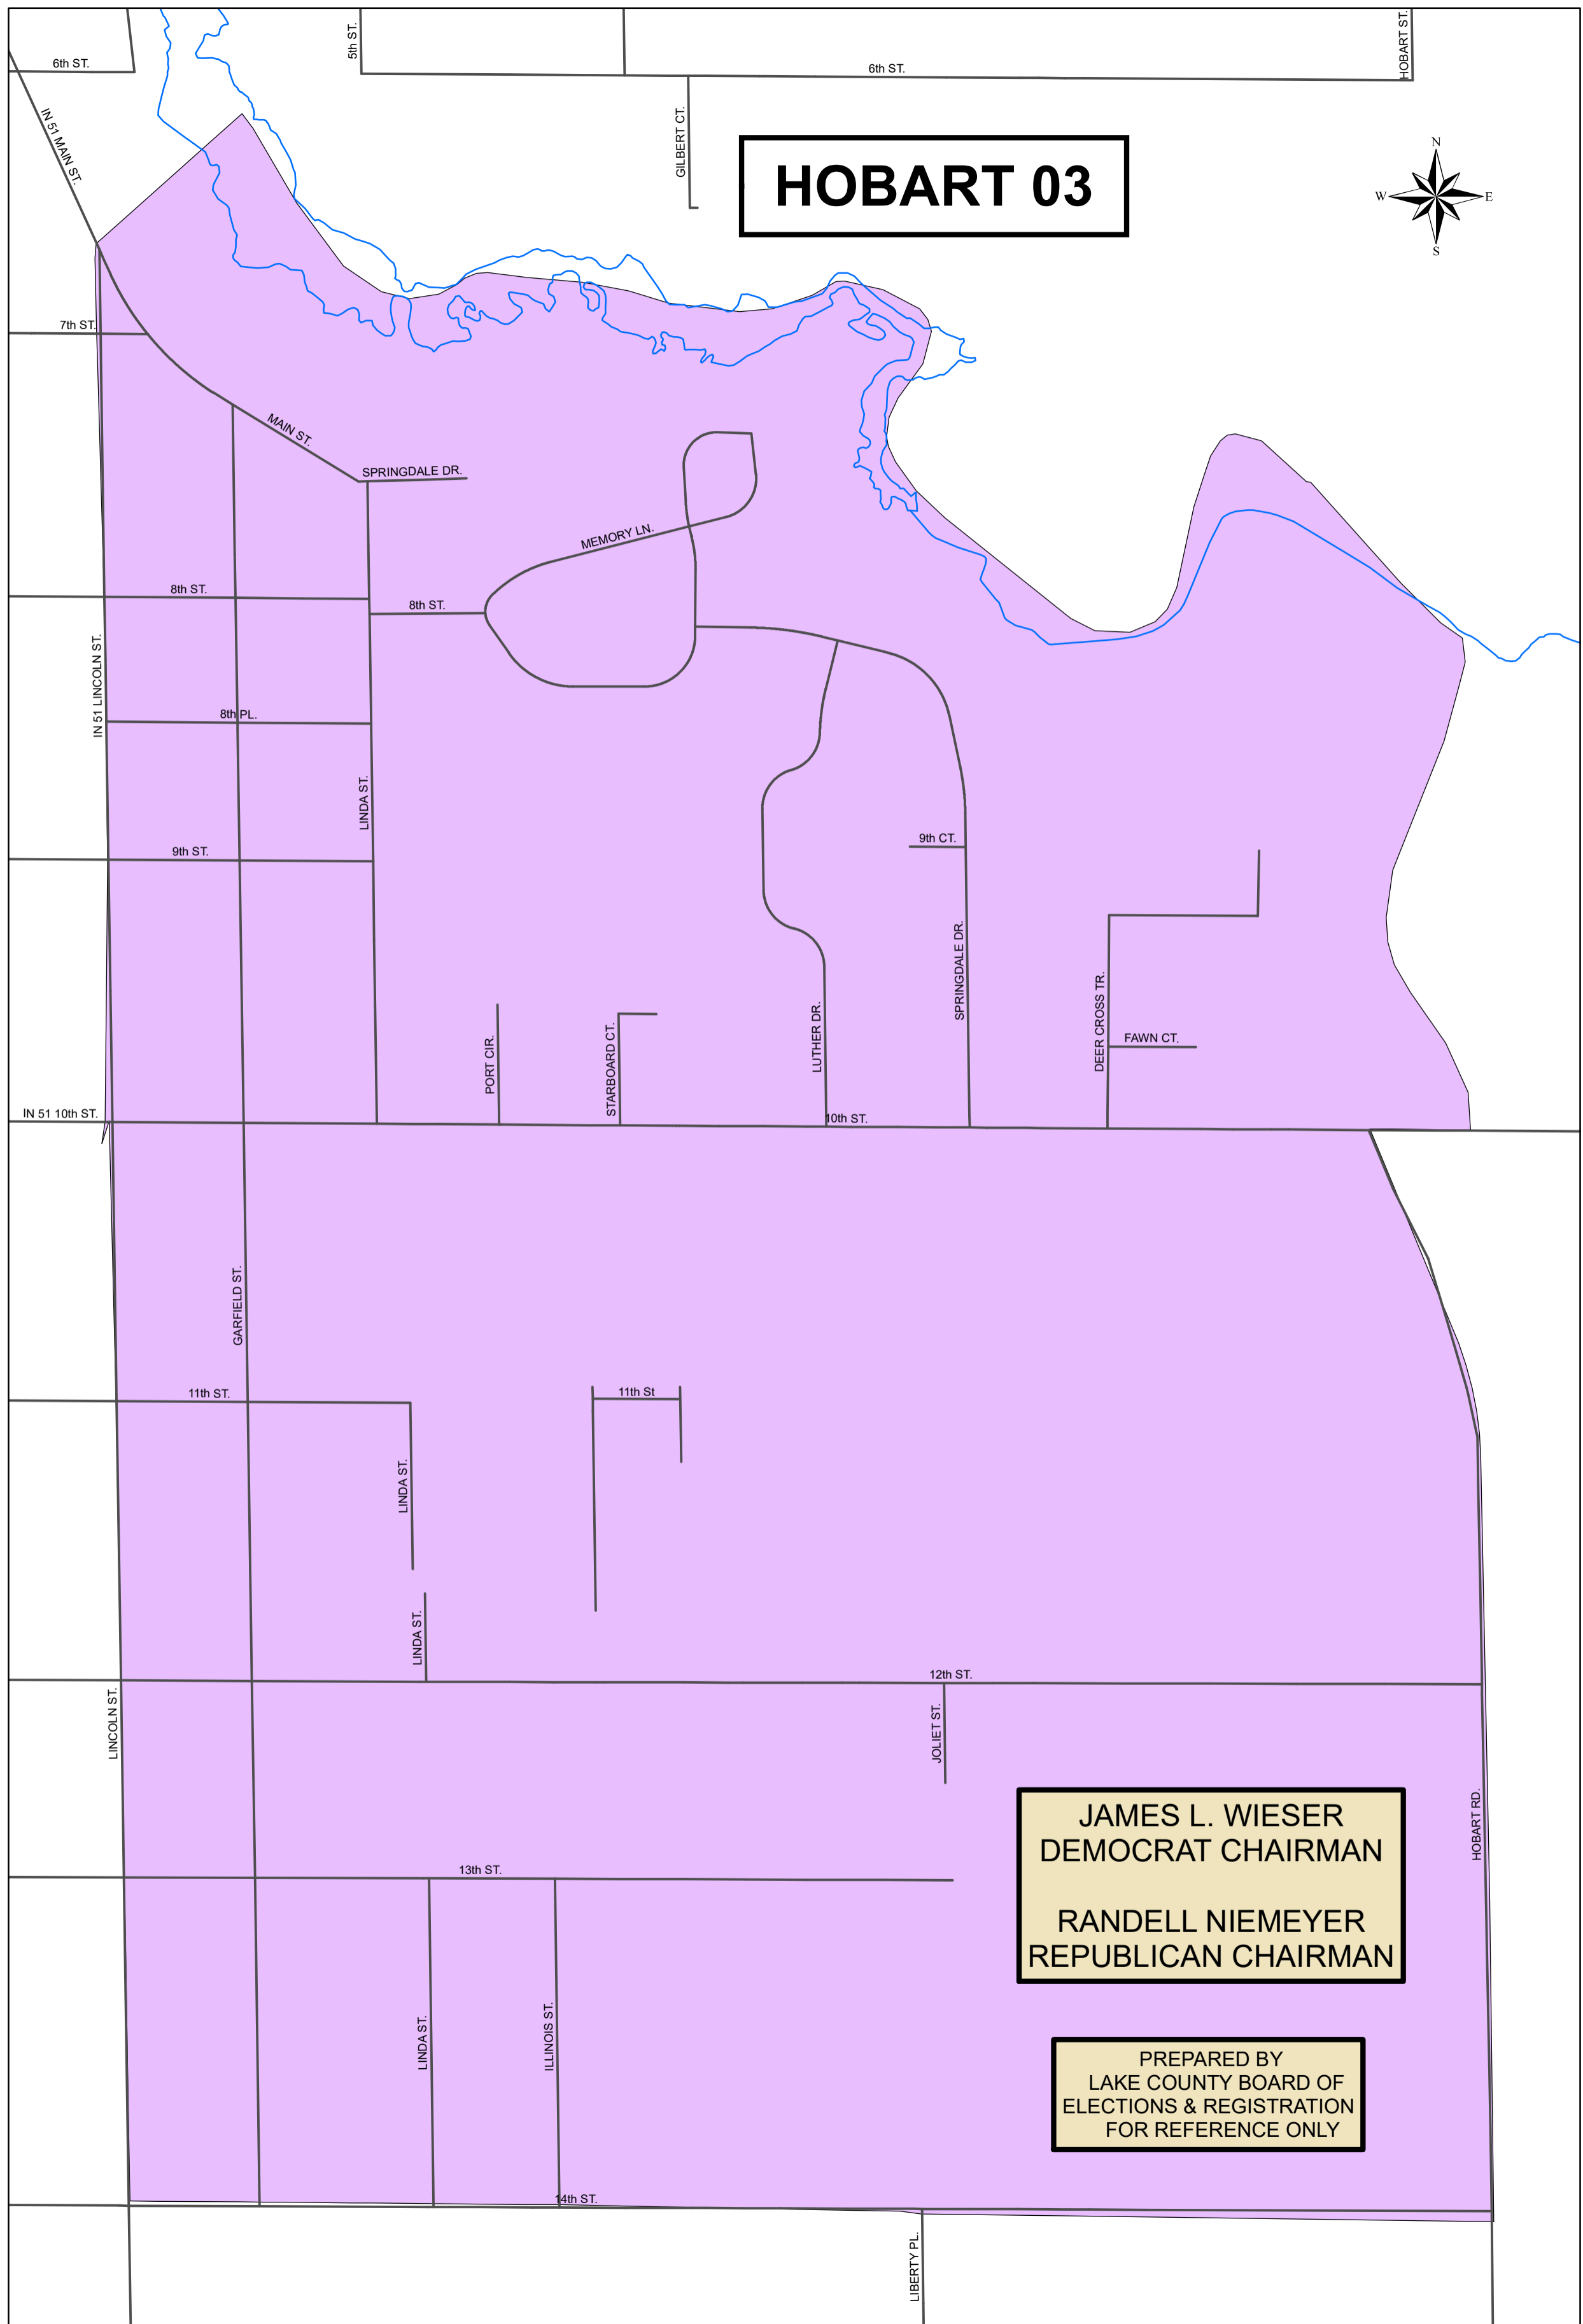 6th ST.
5th ST.
6th ST.
HOBART ST.
IN 51 MAIN ST.
GILBERT CT.
HOBART 03
N
W
E
S
7th ST.
MAIN ST.
SPRINGDALE DR.
MEMORY LN.
8th ST.
8th ST.
IN 51 LINCOLN ST.
8th PL.
LINDA ST.
9th ST.
9th CT.
SPRINGDALE DR.
DEER CROSS TR.
LUTHER DR.
PORT CIR.
STARBOARD CT.
FAWN CT.
IN 51 10th ST.
10th ST.
GARFIELD ST.
11th ST.
11th St
LINDA ST.
LINDA ST.
12th ST.
LINCOLN ST.
JOLIET ST.
HOBART RD.
JAMES L. WIESER
DEMOCRAT CHAIRMAN
RANDELL NIEMEYER
REPUBLICAN CHAIRMAN
13th ST.
LINDA ST.
ILLINOIS ST.
PREPARED BY
LAKE COUNTY BOARD OF
ELECTIONS & REGISTRATION
FOR REFERENCE ONLY
14th ST.
LIBERTY PL.